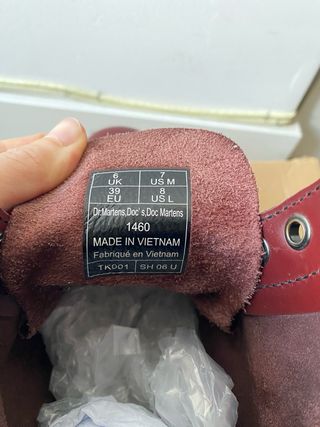 6 UK 7 US M
39 EU 8 US L
Dr.Martens,Doc's,Doc Martens
1460
MADE IN VIETNAM
Fabriqué en Vietnam
TK001 SH 06 U